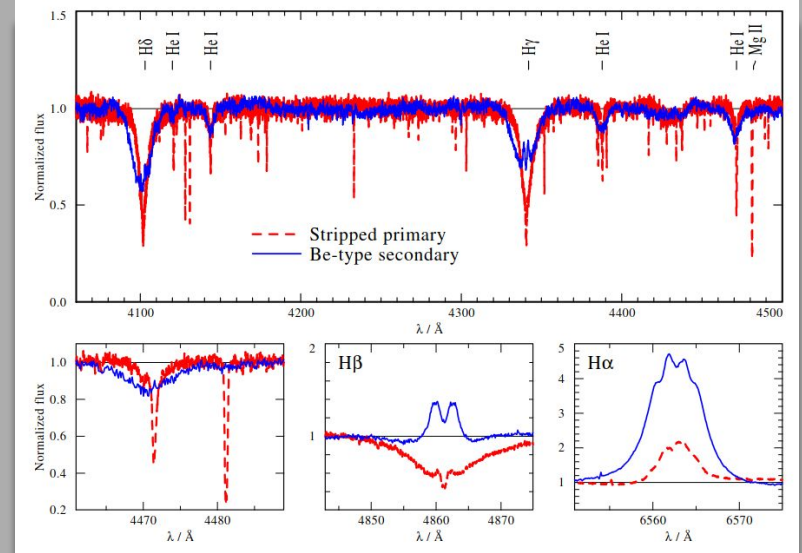 1.5
Hδ
He I
He I
Hγ
He I
He I
Mg II
1.0
0.5
0.0
Normalized flux
Stripped primary
Be-type secondary
4100 4200 4300 4400 4500
λ / Å
1.0
0.8
0.6
0.4
0.2
Normalized flux
4470 4480
λ / Å
2
Hβ
1
4850 4860 4870
λ / Å
5
Hα
4
3
2
1
6560 6570
λ / Å